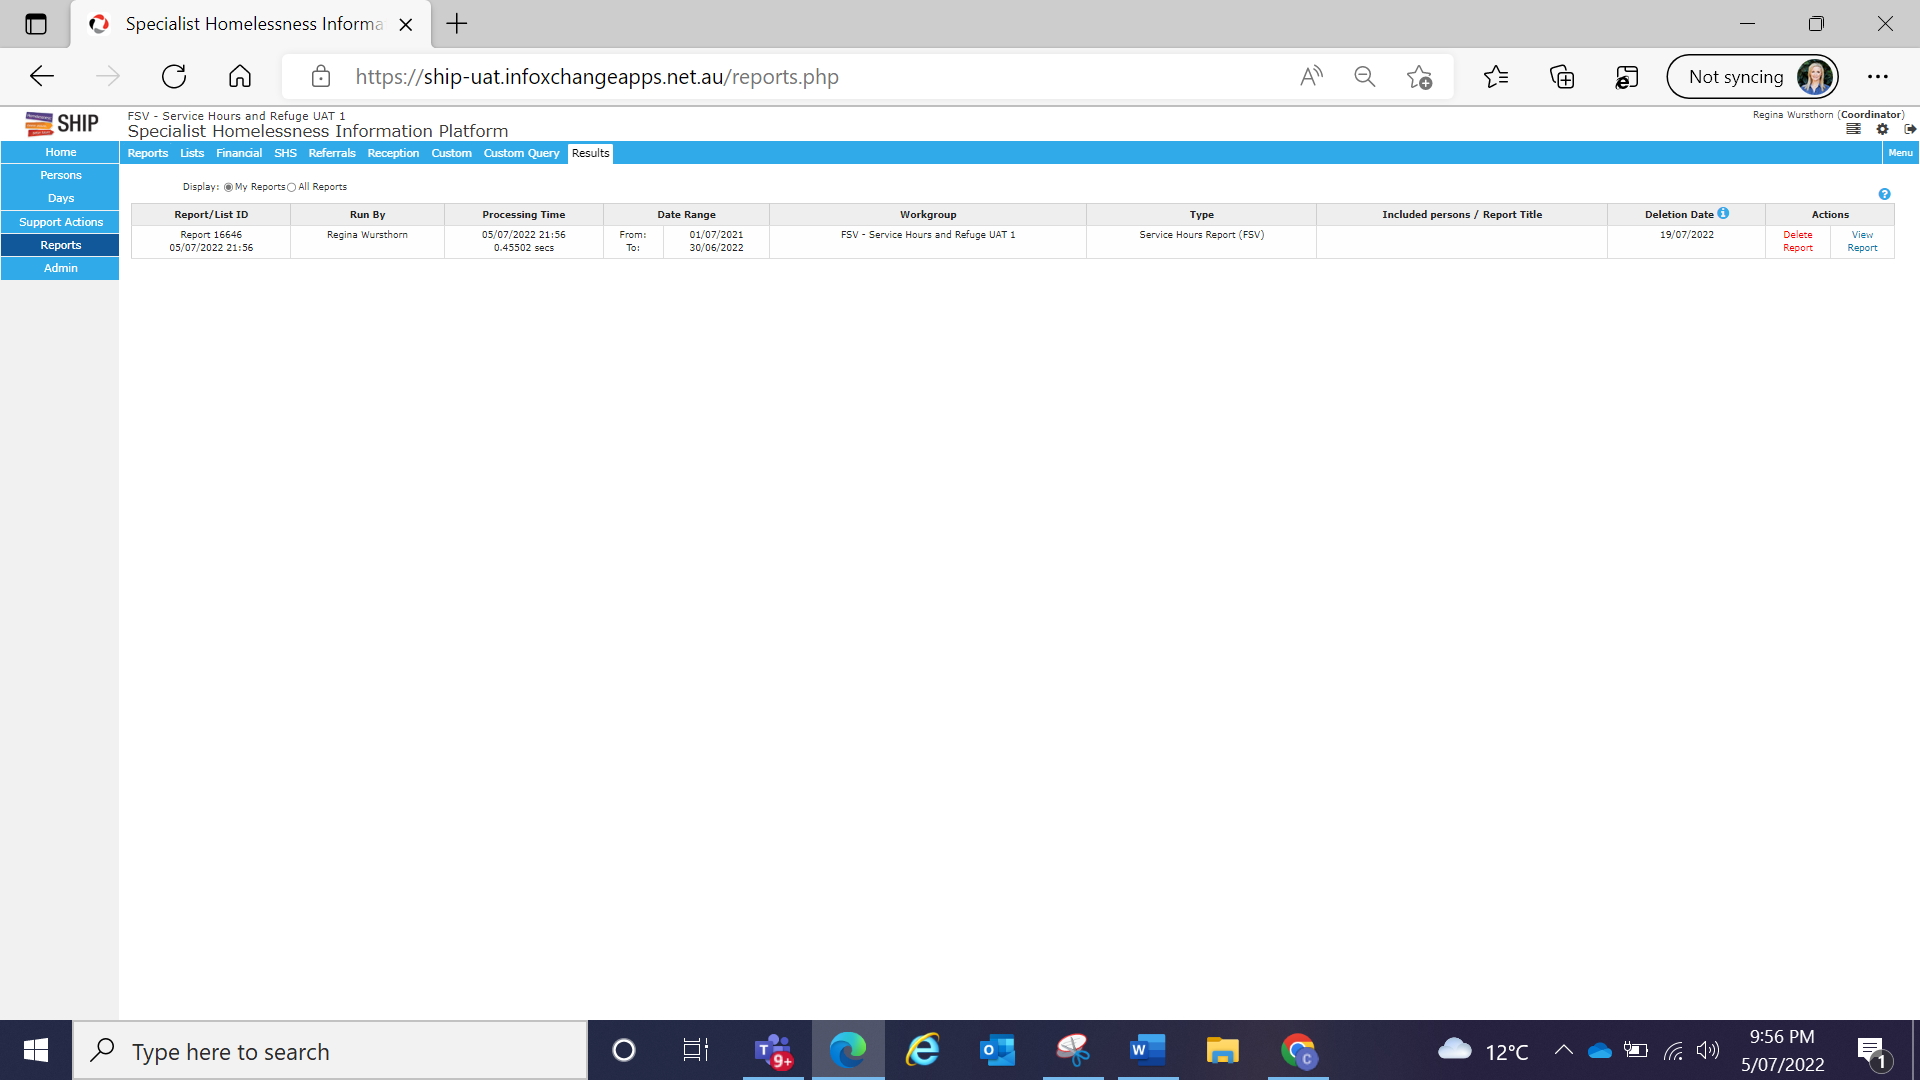 Specialist Homelessness Informa
https://ship-uat.infoxchangeapps.net.au/reports.php
Not syncing
SHIP
FSV - Service Hours and Refuge UAT 1
Specialist Homelessness Information Platform
Regina Wursthorn (Coordinator)
Home
Persons
Days
Support Actions
Reports
Admin
Reports Lists Financial SHS Referrals Reception Custom Custom Query Results
Menu
Display: My Reports All Reports
Report/List ID Run By Processing Time Date Range Workgroup Type Included persons / Report Title Deletion Date Actions
Report 16646 Regina Wursthorn 05/07/2022 21:56 From: 01/07/2021 FSV - Service Hours and Refuge UAT 1 Service Hours Report (FSV) 19/07/2022 Delete View
05/07/2022 21:56 0.45502 secs To: 30/06/2022 Report Report
Type here to search
T
9+
O
W
C
12°C
9:56 PM
5/07/2022
1